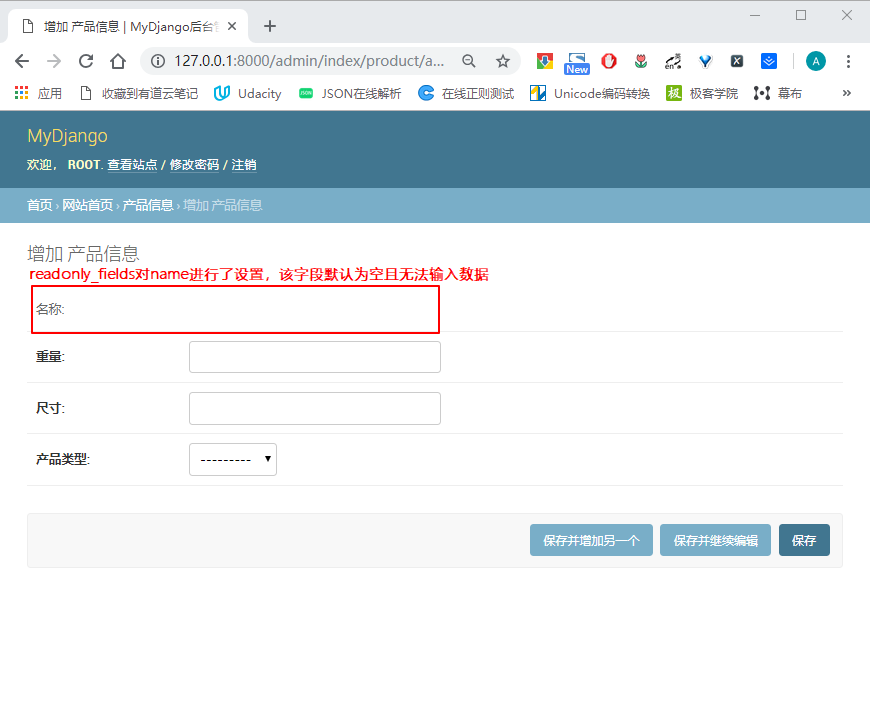 增加 产品信息 | MyDjango后台
127.0.0.1:8000/admin/index/product/a...
New
en
A
应用 收藏到有道云笔记 Udacity JSON JSON在线解析 在线正则测试 Unicode编码转换 极 极客学院 幕布 »
MyDjango
欢迎， ROOT. 查看站点 / 修改密码 / 注销
首页 › 网站首页 › 产品信息 › 增加 产品信息
增加 产品信息
readonly_fields对name进行了设置，该字段默认为空且无法输入数据
名称:
重量:
尺寸:
产品类型: ---------
保存并增加另一个 保存并继续编辑 保存